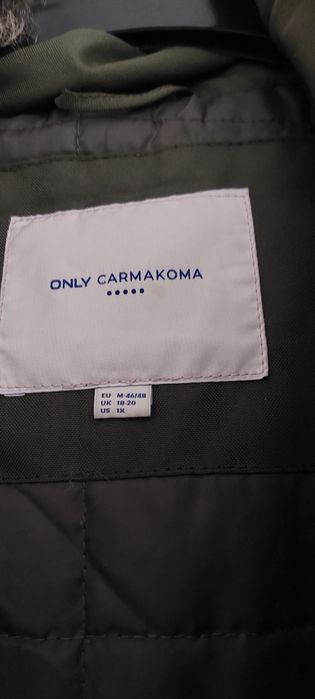 ONLY CARMAKOMA
EU M-46/48
UK 18-20
US 1X